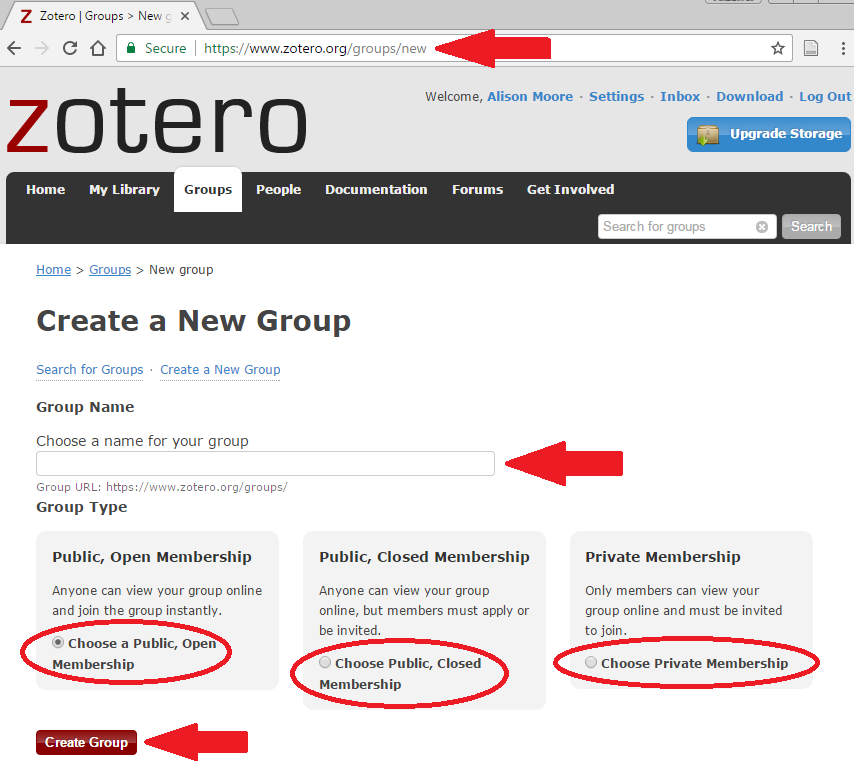 Zotero | Groups > New g
Secure
https://www.zotero.org/groups/new
zotero
Welcome, Alison Moore · Settings · Inbox · Download · Log Out
Upgrade Storage
Home My Library Groups People Documentation Forums Get Involved
Search for groups Search
Home > Groups > New group
Create a New Group
Search for Groups · Create a New Group
Group Name
Choose a name for your group
Group URL: https://www.zotero.org/groups/
Group Type
Public, Open Membership
Anyone can view your group online
and join the group instantly.
Choose a Public, Open
Membership
Public, Closed Membership
Anyone can view your group
online, but members must apply or
be invited.
Choose Public, Closed
Membership
Private Membership
Only members can view your
group online and must be invited
to join.
Choose Private Membership
Create Group